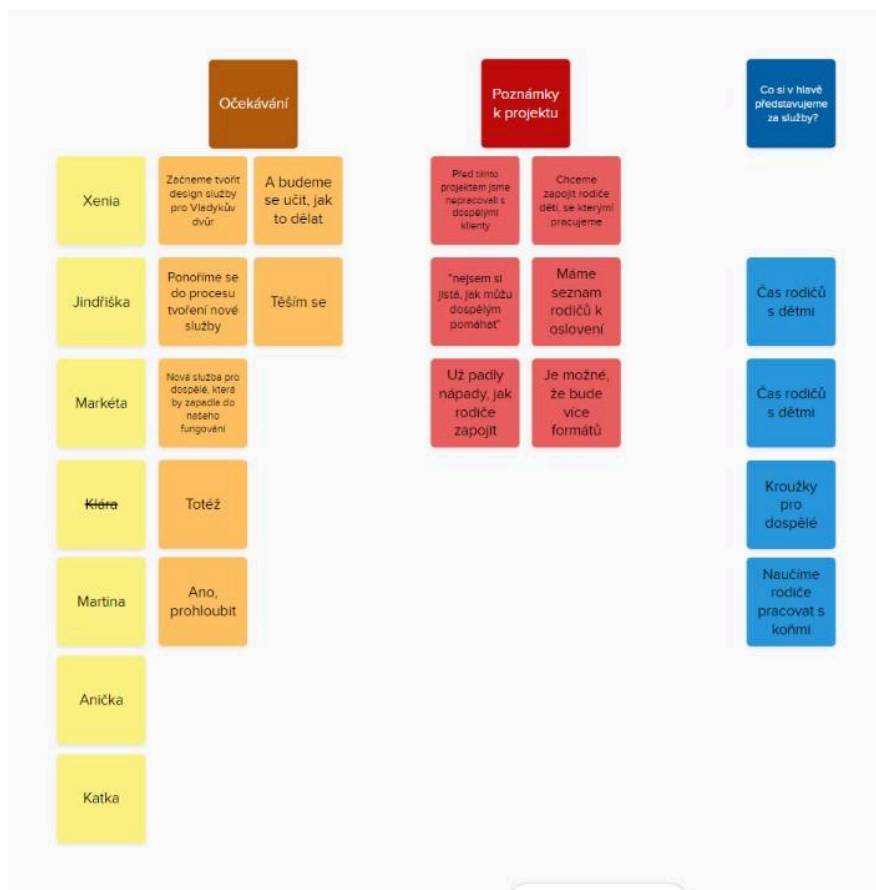 Očekávání
Poznámky
k projektu
Co si v hlavě
představujeme
za služby?
Xenia
Začneme tvořit
design služby
pro Vladykův
dvůr
A budeme
se učit, jak
to dělat
Před tímto
projektem jsme
nepracovali s
dospělými
klienty
Chceme
zapojit rodiče
dětí, se kterými
pracujeme
Jindřiška
Ponoříme se
do procesu
tvoření nové
služby
Těším se
"nejsem si
jistá, jak můžu
dospělým
pomáhat"
Máme
seznam
rodičů k
oslovení
Čas rodičů
s dětmi
Markéta
Nová služba pro
dospělé, která
by zapadla do
našeho
fungování
Už padly
nápady, jak
rodiče
zapojit
Je možné,
že bude
více
formátů
Čas rodičů
s dětmi
Klára
Totéž
Kroužky
pro
dospělé
Martina
Ano,
prohloubit
Naučíme
rodiče
pracovat s
koňmi
Anička
Katka